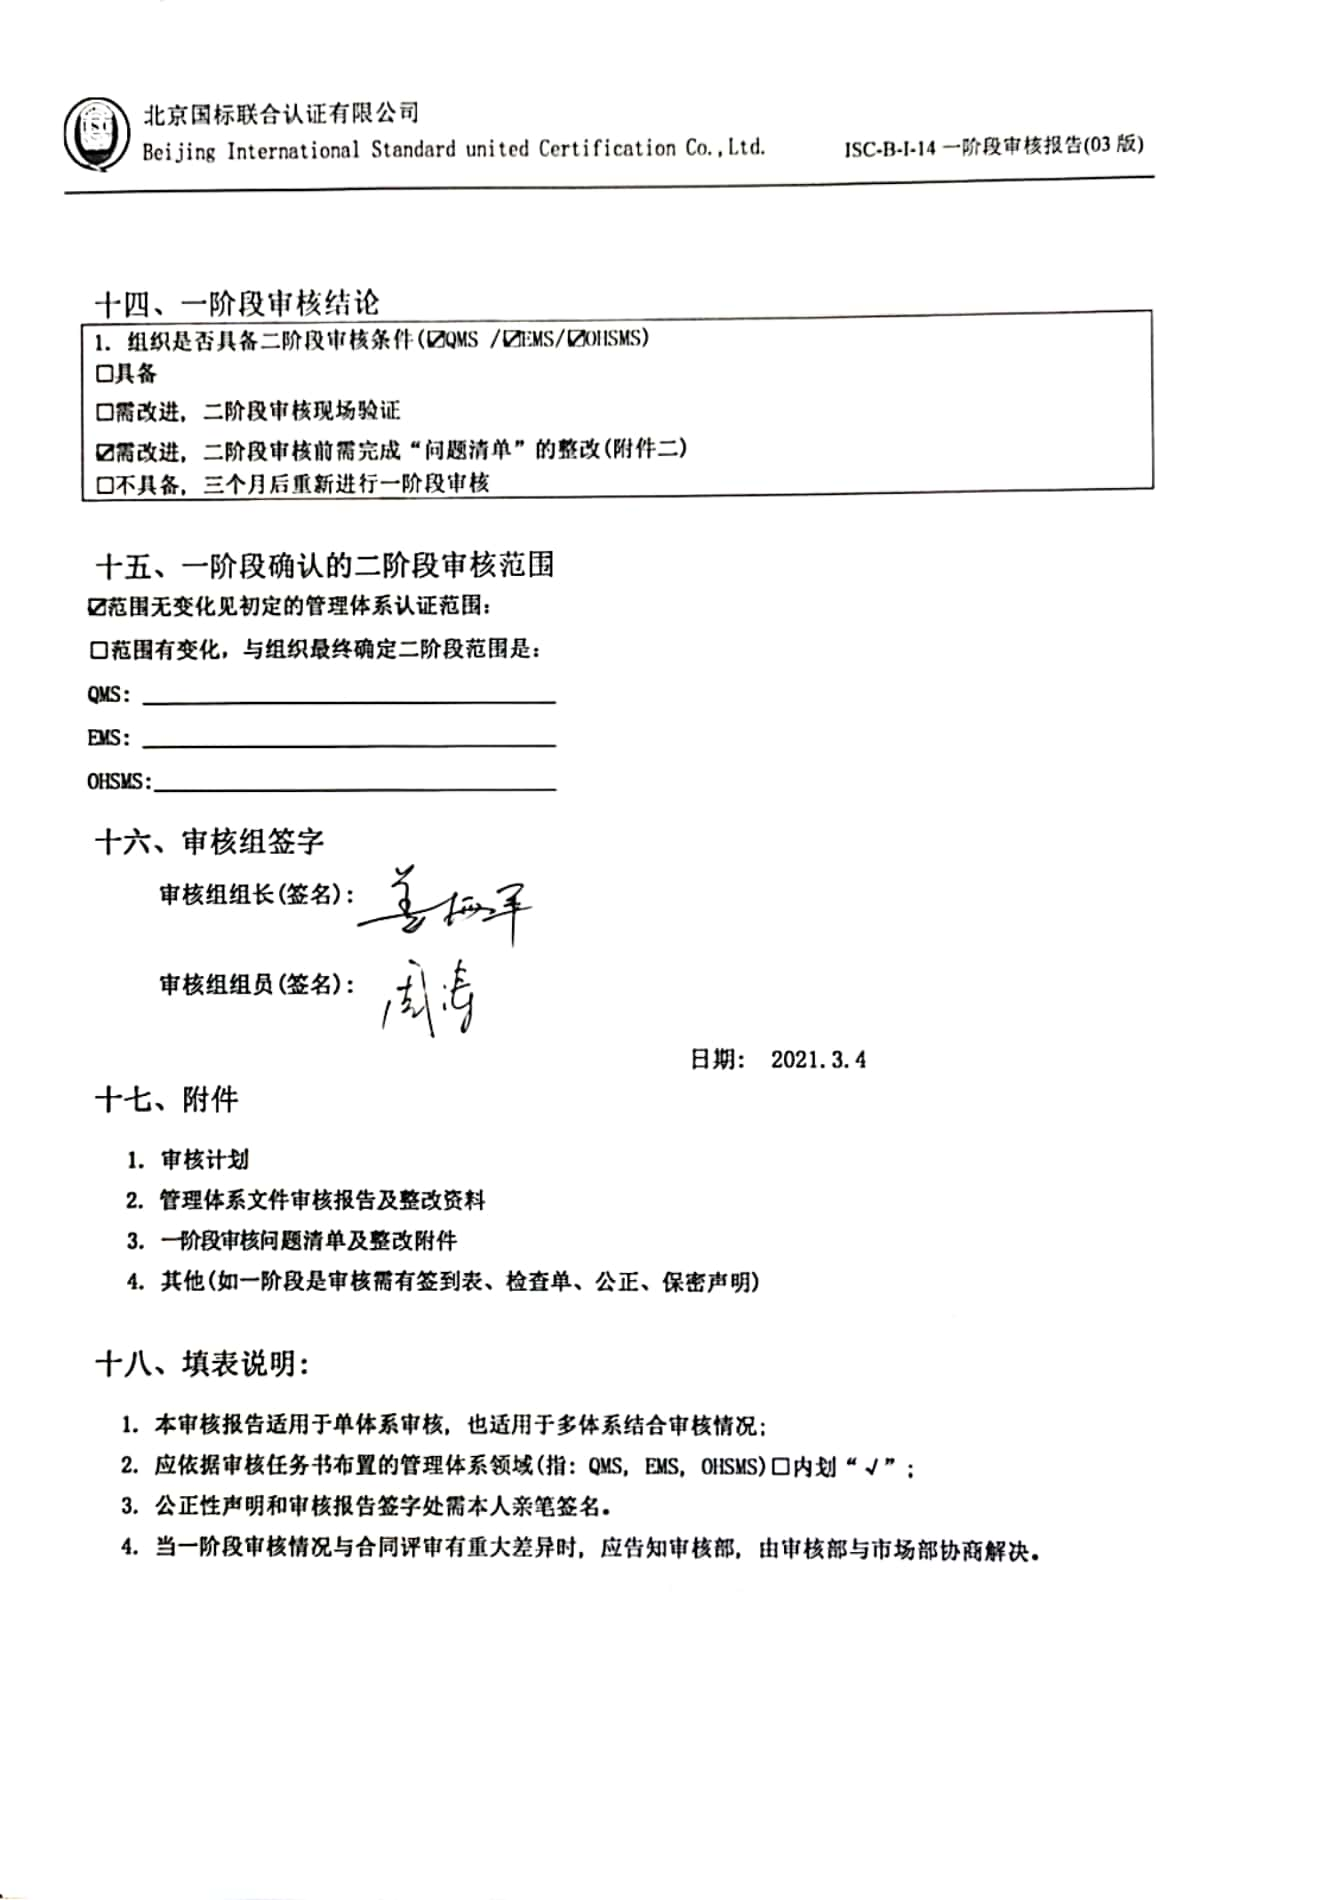 北京国标联合认证有限公司
Beijing International Standard united Certification Co.,Ltd. ISC-B-I-14 一阶段审核报告(03 版)
十四、一阶段审核结论
1. 组织是否具备二阶段审核条件(☑QMS /☑EMS/☑OHSMS)
□具备
□需改进，二阶段审核现场验证
☑需改进，二阶段审核前需完成“问题清单”的整改(附件二)
□不具备，三个月后重新进行一阶段审核
十五、一阶段确认的二阶段审核范围
☑范围无变化见初定的管理体系认证范围：
□范围有变化，与组织最终确定二阶段范围是：
QMS:
EMS:
OHSMS:
十六、审核组签字
审核组组长(签名)：
审核组组员(签名)： 周涛
日期： 2021.3.4
十七、附件
1. 审核计划
2. 管理体系文件审核报告及整改资料
3. 一阶段审核问题清单及整改附件
4. 其他(如一阶段是审核需有签到表、检查单、公正、保密声明)
十八、填表说明：
1. 本审核报告适用于单体系审核，也适用于多体系结合审核情况；
2. 应依据审核任务书布置的管理体系领域(指：QMS，EMS，OHSMS)□内划“√”；
3. 公正性声明和审核报告签字处需本人亲笔签名。
4. 当一阶段审核情况与合同评审有重大差异时，应告知审核部，由审核部与市场部协商解决。